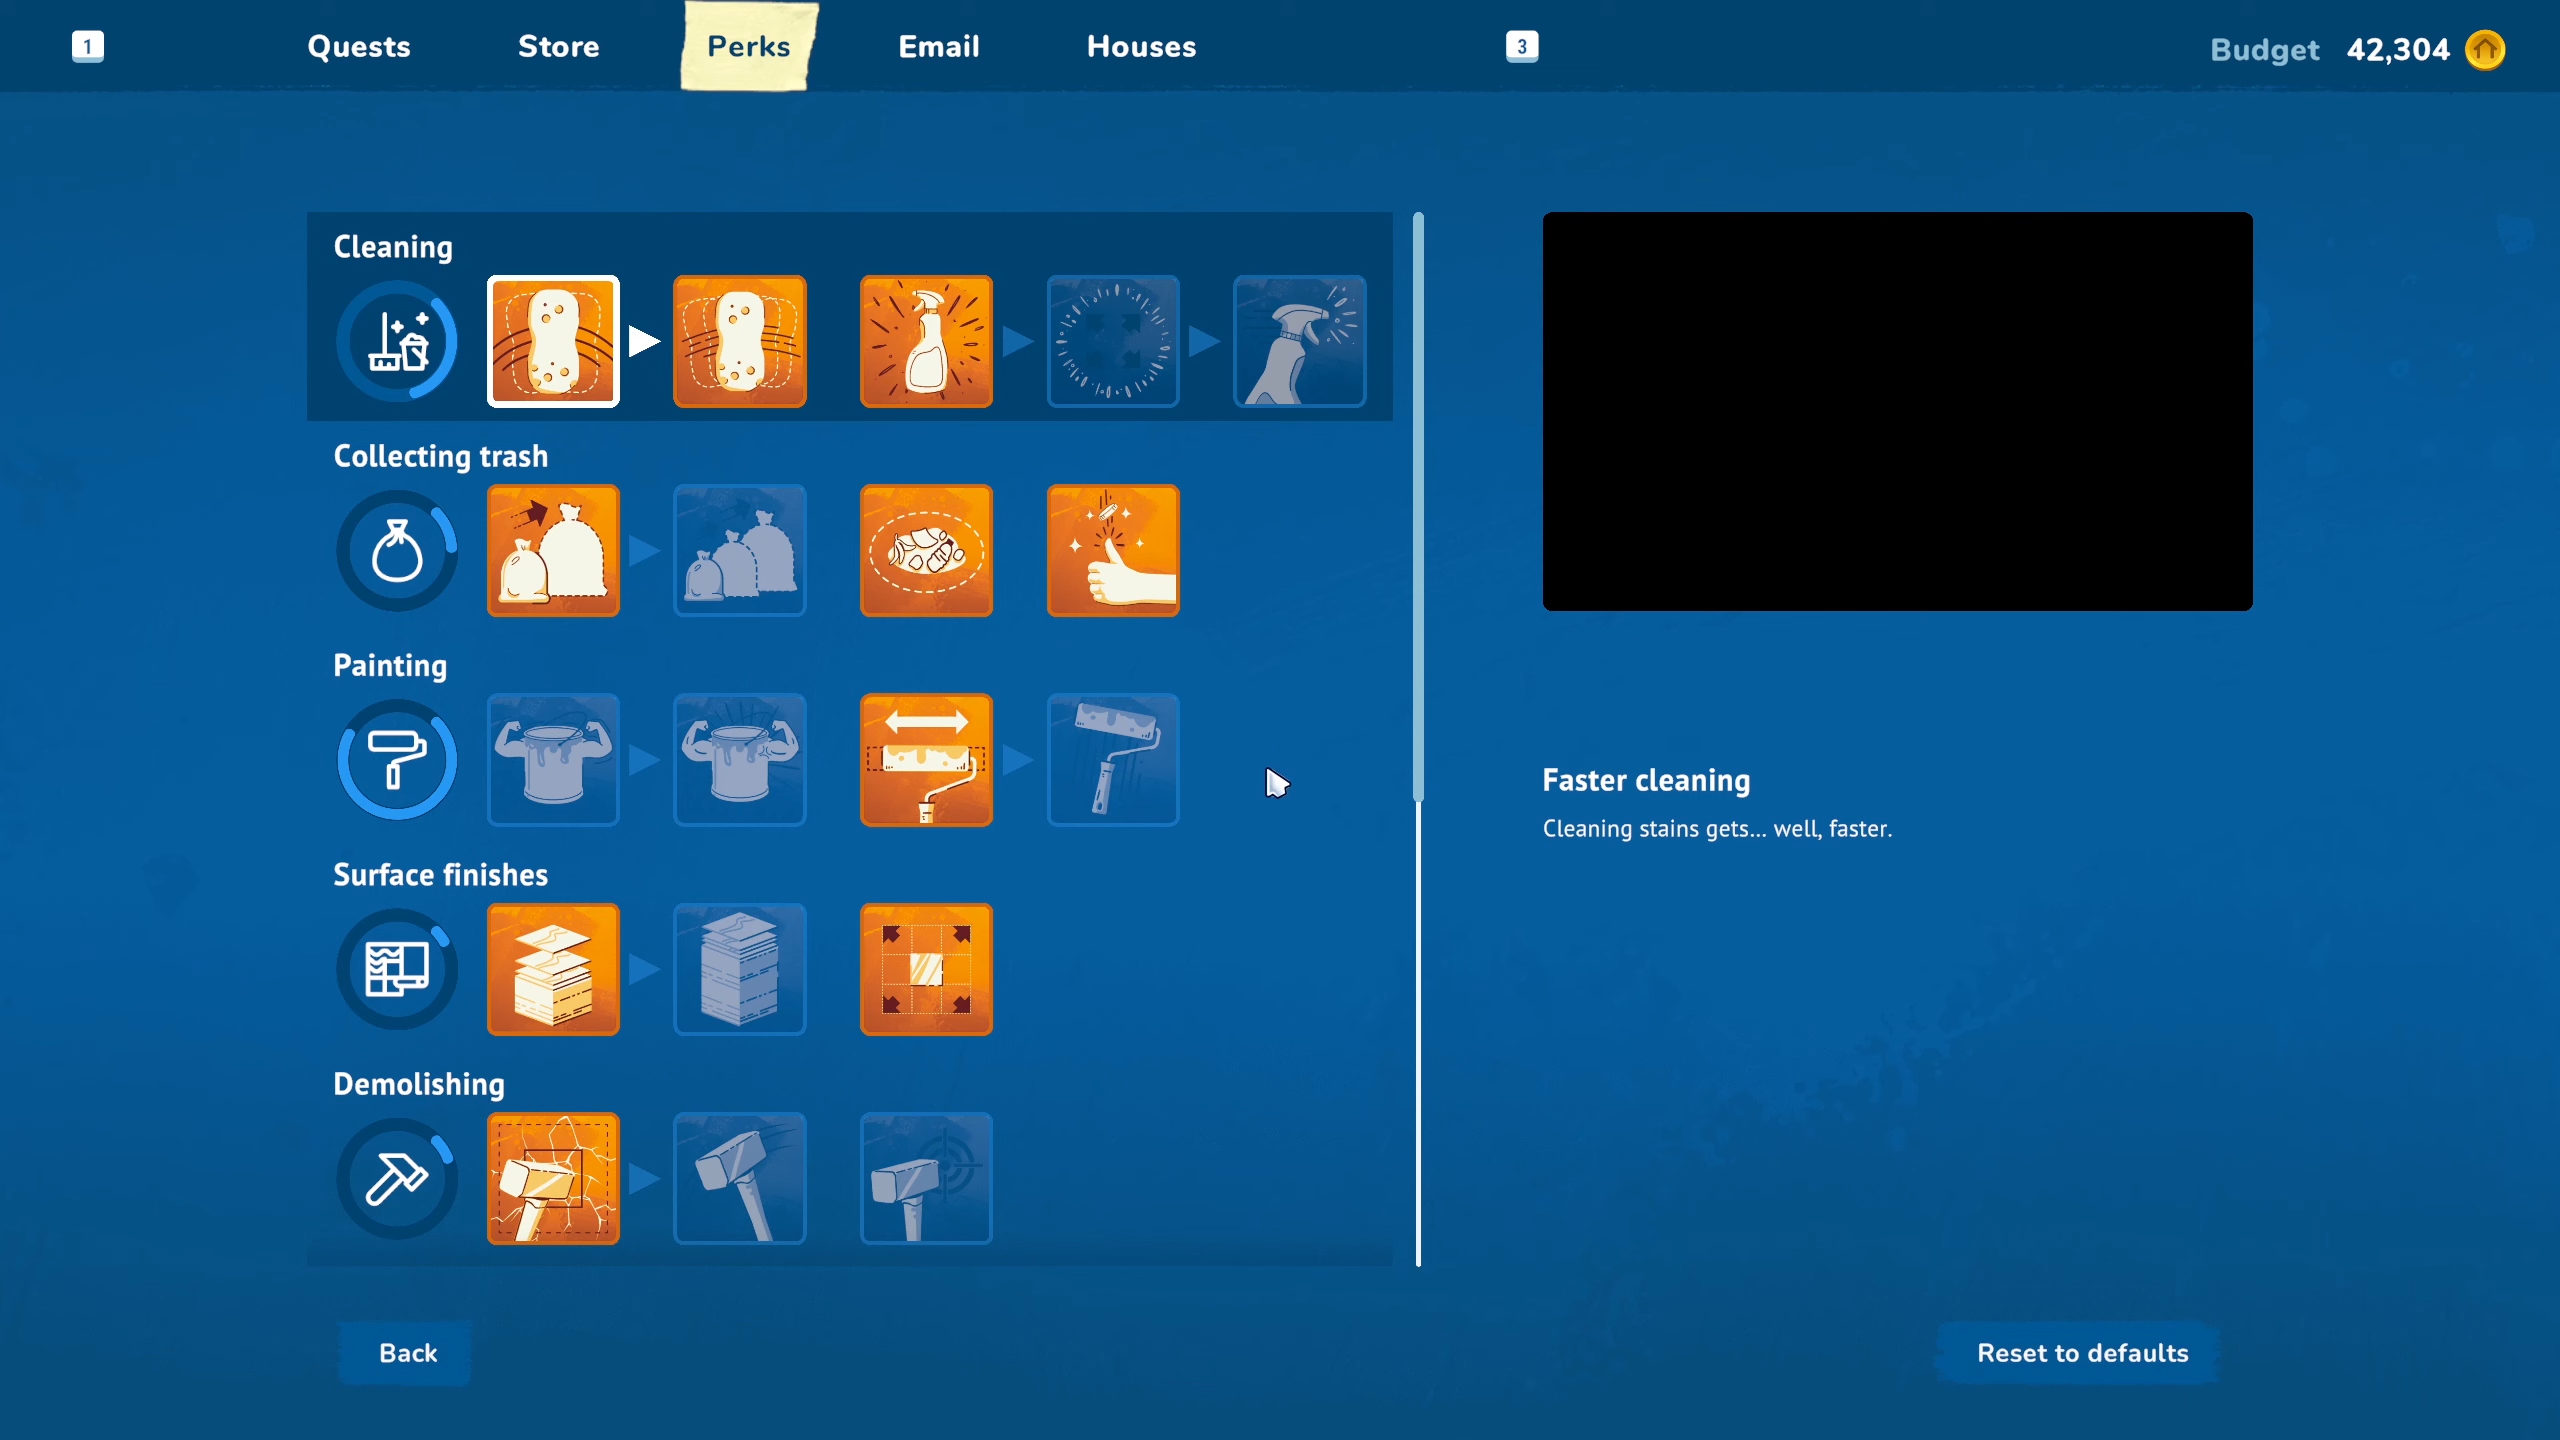 1
Quests
Store
Perks
Email
Houses
3
Budget 42,304
Cleaning
Collecting trash
Painting
Surface finishes
Demolishing
Faster cleaning
Cleaning stains gets... well, faster.
Back
Reset to defaults